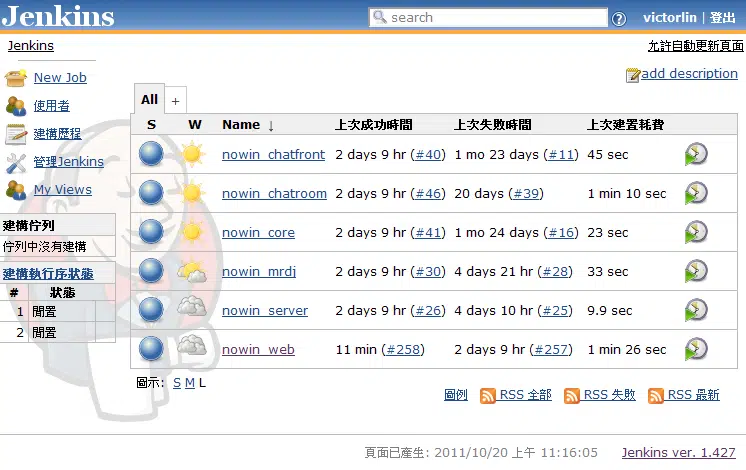 Jenkins
search
victorlin | 登出
Jenkins
允許自動更新頁面
New Job
使用者
建構歷程
管理Jenkins
My Views
建構佇列
佇列中沒有建構
建構執行序狀態
# 狀態
1 閒置
2 閒置
add description
All +
S W Name ↓ 上次成功時間 上次失敗時間 上次建置耗費
nowin_chatfront 2 days 9 hr (#40) 1 mo 23 days (#11) 45 sec
nowin_chatroom 2 days 9 hr (#46) 20 days (#39) 1 min 10 sec
nowin_core 2 days 9 hr (#41) 1 mo 24 days (#16) 23 sec
nowin_mrdj 2 days 9 hr (#30) 4 days 21 hr (#28) 33 sec
nowin_server 2 days 9 hr (#26) 4 days 10 hr (#25) 9.9 sec
nowin_web 11 min (#258) 2 days 9 hr (#257) 1 min 26 sec
圖示: S M L
圖例 RSS 全部 RSS 失敗 RSS 最新
頁面已產生: 2011/10/20 上午 11:16:05 Jenkins ver. 1.427